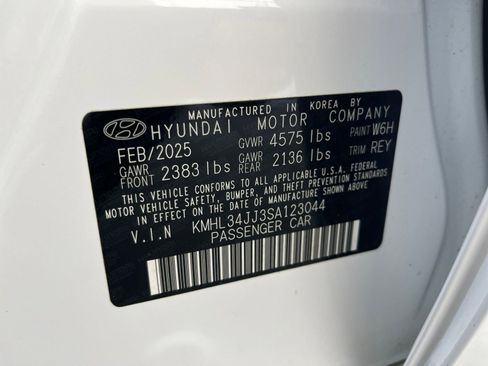 MANUFACTURED IN KOREA BY
HYUNDAI MOTOR COMPANY
FEB/2025 GVWR 4575 lbs PAINT W6H
GAWR FRONT 2383 lbs GAWR REAR 2136 lbs TRIM REY
THIS VEHICLE CONFORMS TO ALL APPLICABLE U.S.A. FEDERAL
MOTOR VEHICLE SAFETY, BUMPER, AND THEFT PREVENTION STANDARDS
IN EFFECT ON THE DATE OF MANUFACTURE SHOWN ABOVE.
V.I.N KMHL34JJ3SA123044
PASSENGER CAR